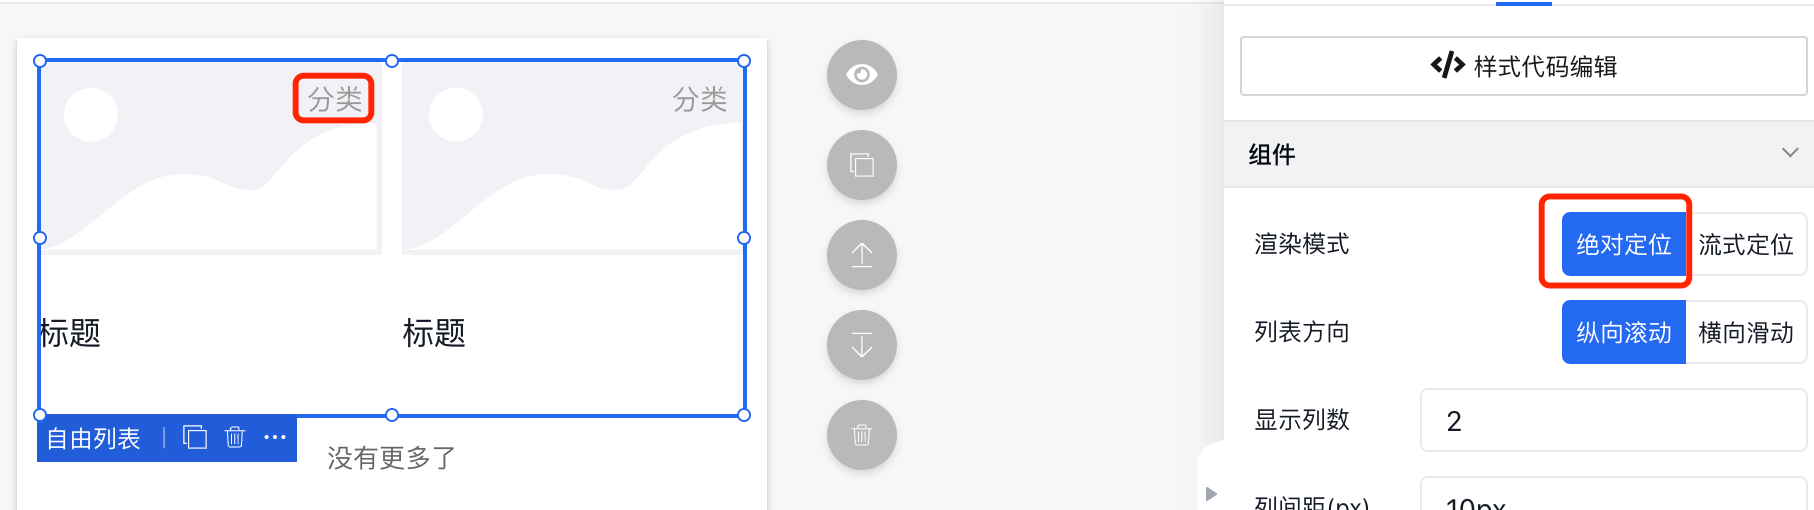 分类
分类
标题
标题
自由列表
没有更多了
样式代码编辑
组件
渲染模式
绝对定位
流式定位
列表方向
纵向滚动
横向滑动
显示列数
2
列间距(px)
10px